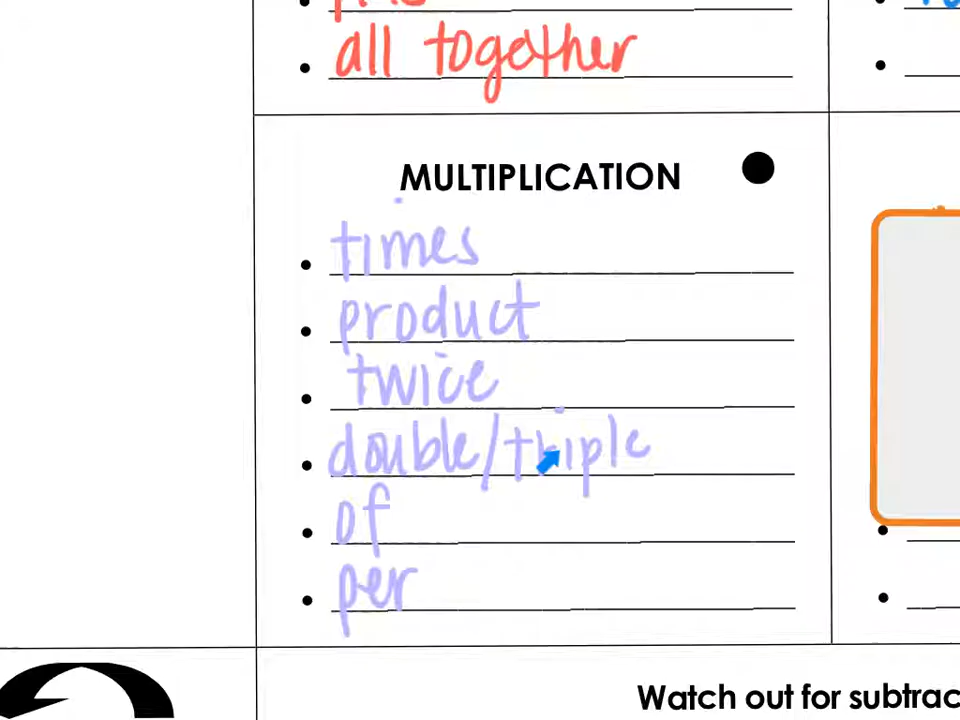 all together
MULTIPLICATION
times
product
twice
double/triple
of
per
Watch out for subtrac